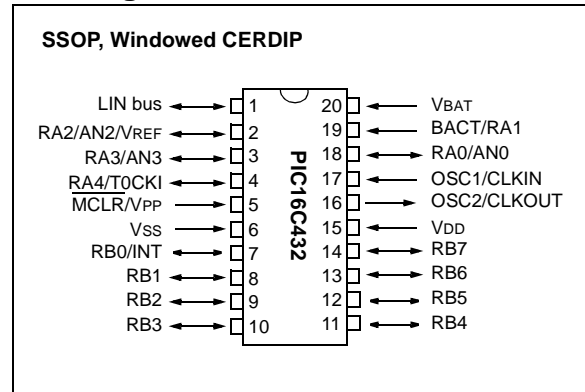 SSOP, Windowed CERDIP
LIN bus 1 20 VBAT
RA2/AN2/VREF 2 19 BACT/RA1
RA3/AN3 3 18 RA0/AN0
RA4/T0CKI 4 17 OSC1/CLKIN
MCLR/VPP 5 16 OSC2/CLKOUT
VSS 6 15 VDD
RB0/INT 7 14 RB7
RB1 8 13 RB6
RB2 9 12 RB5
RB3 10 11 RB4
PIC16C432